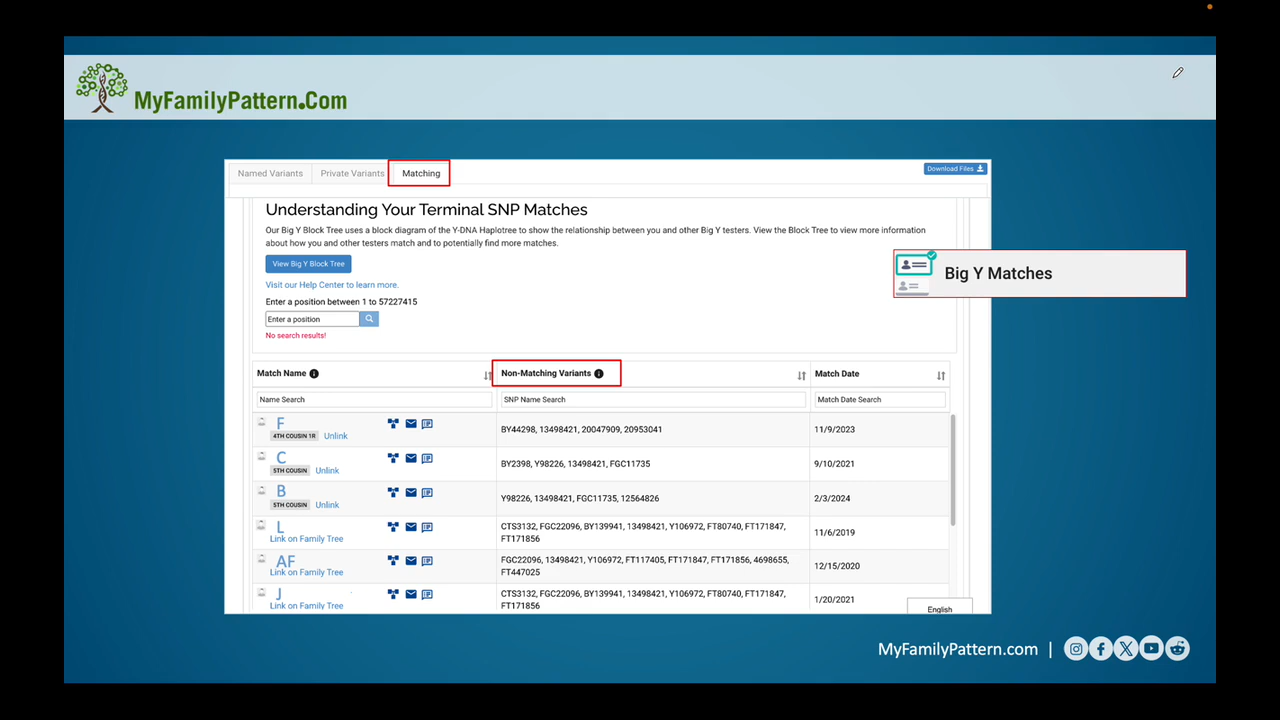 MyFamilyPattern.Com
Named Variants
Private Variants
Matching
Download Files
Understanding Your Terminal SNP Matches
Our Big Y Block Tree uses a block diagram of the Y-DNA Haplotree to show the relationship between you and other Big Y testers. View the Block Tree to view more information
about how you and other testers match and to potentially find more matches.
View Big Y Block Tree
Visit our Help Center to learn more.
Enter a position between 1 to 57227415
Enter a position
No search results!
Big Y Matches
Match Name
Non-Matching Variants
Match Date
Name Search
SNP Name Search
Match Date Search
F
4TH COUSIN 1R Unlink
BY44298, 13498421, 20047909, 20953041
11/9/2023
C
5TH COUSIN Unlink
BY2398, Y98226, 13498421, FGC11735
9/10/2021
B
5TH COUSIN Unlink
Y98226, 13498421, FGC11735, 12564826
2/3/2024
L
Link on Family Tree
CTS3132, FGC22096, BY139941, 13498421, Y106972, FT80740, FT171847,
FT171856
11/6/2019
AF
Link on Family Tree
FGC22096, 13498421, Y106972, FT117405, FT171847, FT171856, 4698655,
FT447025
12/15/2020
J
Link on Family Tree
CTS3132, FGC22096, BY139941, 13498421, Y106972, FT80740, FT171847,
FT171856
1/20/2021
English
MyFamilyPattern.com |